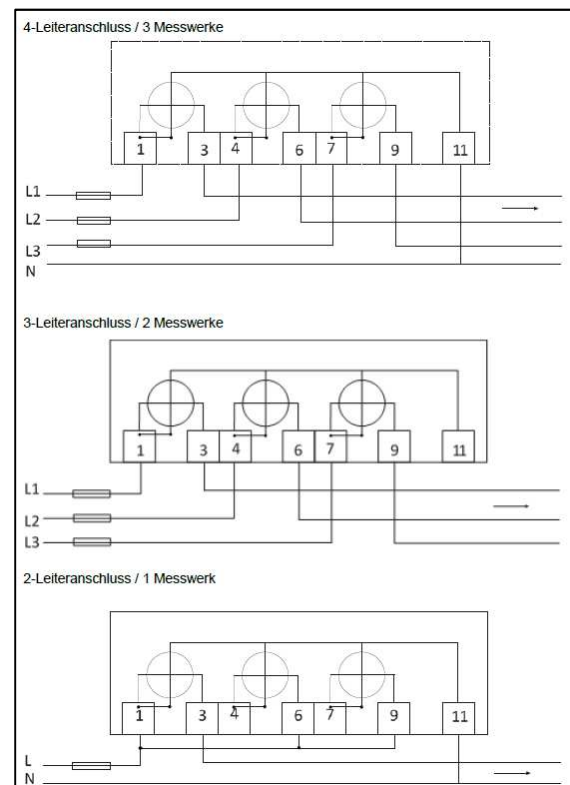 4-Leiteranschluss / 3 Messwerke
1 3 4 6 7 9 11
L1
L2
L3
N
3-Leiteranschluss / 2 Messwerke
1 3 4 6 7 9 11
L1
L2
L3
2-Leiteranschluss / 1 Messwerk
1 3 4 6 7 9 11
L
N